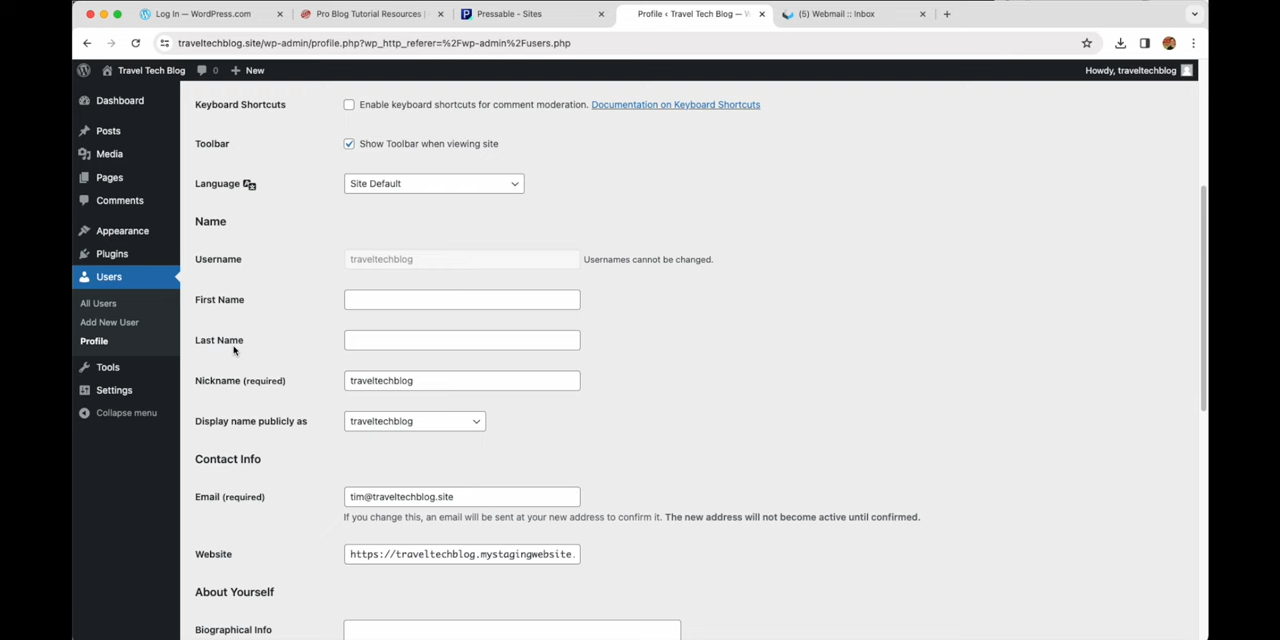 Log In — WordPress.com
Pro Blog Tutorial Resources |
Pressable - Sites
Profile ‹ Travel Tech Blog — W
(5) Webmail :: Inbox
traveltechblog.site/wp-admin/profile.php?wp_http_referer=%2Fwp-admin%2Fusers.php
Travel Tech Blog
0
New
Howdy, traveltechblog
Dashboard
Posts
Media
Pages
Comments
Appearance
Plugins
Users
All Users
Add New User
Profile
Tools
Settings
Collapse menu
Keyboard Shortcuts
Enable keyboard shortcuts for comment moderation. Documentation on Keyboard Shortcuts
Toolbar
Show Toolbar when viewing site
Language
Site Default
Name
Username
traveltechblog
Usernames cannot be changed.
First Name
Last Name
Nickname (required)
traveltechblog
Display name publicly as
traveltechblog
Contact Info
Email (required)
tim@traveltechblog.site
If you change this, an email will be sent at your new address to confirm it. The new address will not become active until confirmed.
Website
https://traveltechblog.mystagingwebsite.
About Yourself
Biographical Info